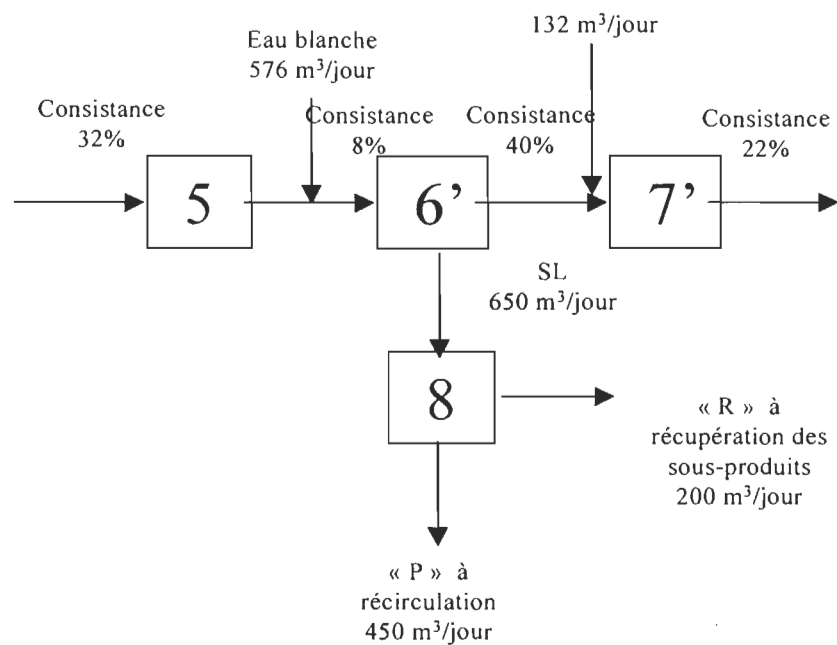 132 m³/jour
Eau blanche
576 m³/jour
Consistance
32%
Consistance
8%
Consistance
40%
Consistance
22%
5
6’
7’
SL
650 m³/jour
8
« R » à
récupération des
sous-produits
200 m³/jour
« P » à
récirculation
450 m³/jour